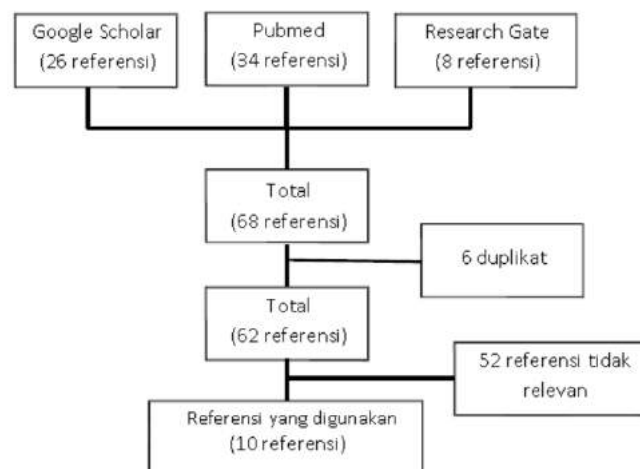 Google Scholar
(26 referensi)
Pubmed
(34 referensi)
Research Gate
(8 referensi)
Total
(68 referensi)
6 duplikat
Total
(62 referensi)
52 referensi tidak
relevan
Referensi yang digunakan
(10 referensi)